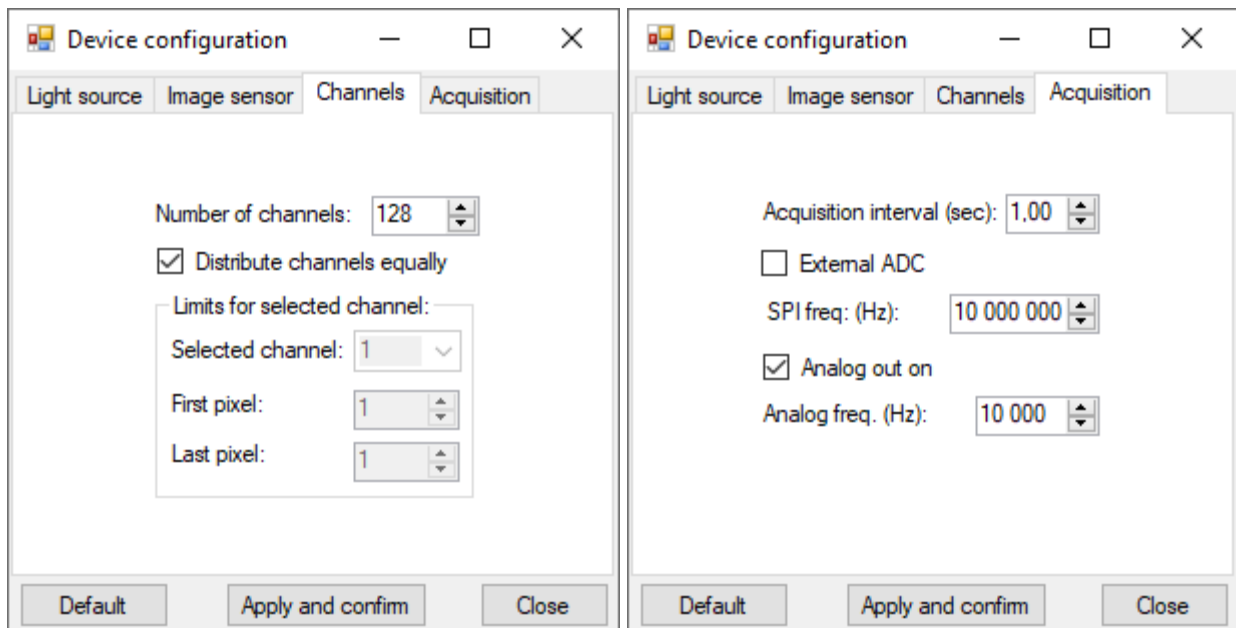 Device configuration
Light source Image sensor Channels Acquisition
Number of channels: 128
Distribute channels equally
Limits for selected channel:
Selected channel: 1
First pixel: 1
Last pixel: 1
Default Apply and confirm Close
Device configuration
Light source Image sensor Channels Acquisition
Acquisition interval (sec): 1,00
External ADC
SPI freq: (Hz): 10 000 000
Analog out on
Analog freq. (Hz): 10 000
Default Apply and confirm Close